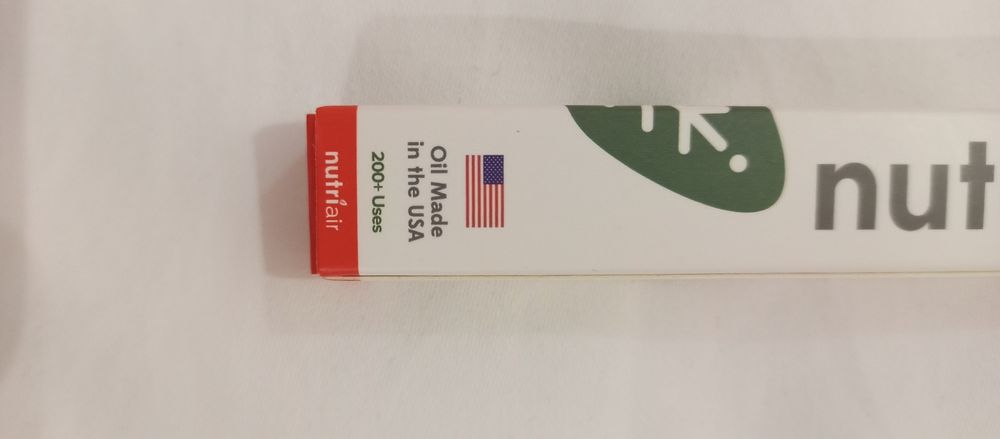 Oil Made
in the USA
200+ Uses
nutriair
nut